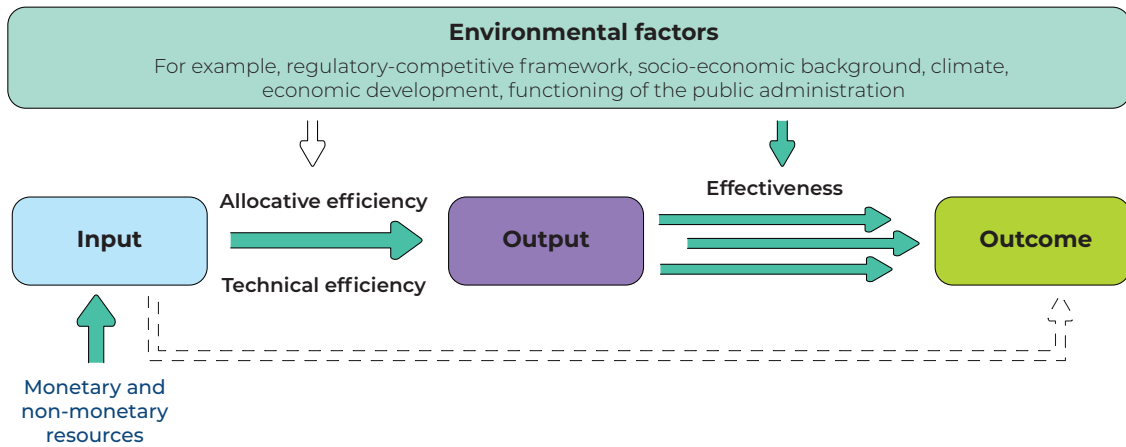 Environmental factors
For example, regulatory-competitive framework, socio-economic background, climate,
economic development, functioning of the public administration
Allocative efficiency
Effectiveness
Input
Output
Outcome
Technical efficiency
Monetary and
non-monetary
resources